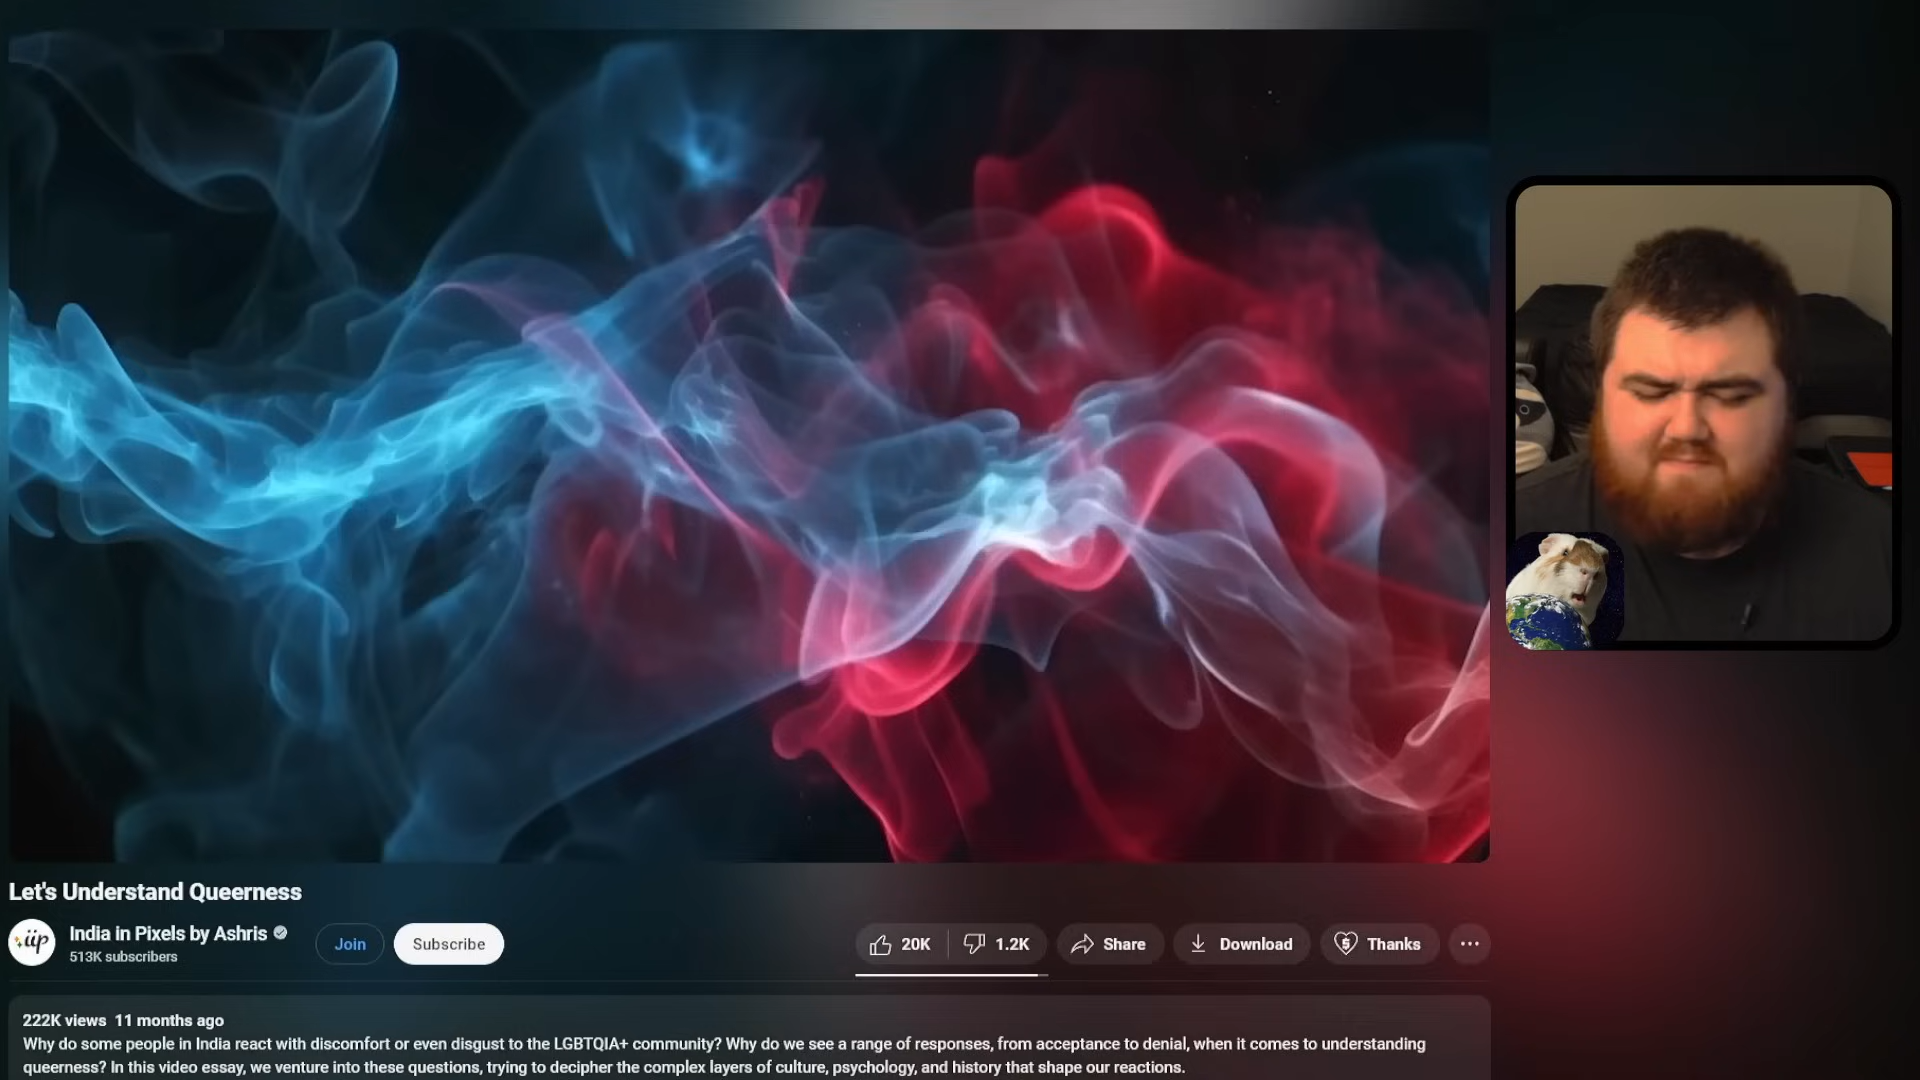 Let's Understand Queerness
iip
India in Pixels by Ashris
513K subscribers
Join
Subscribe
20K
1.2K
Share
Download
Thanks
222K views 11 months ago
Why do some people in India react with discomfort or even disgust to the LGBTQIA+ community? Why do we see a range of responses, from acceptance to denial, when it comes to understanding
queerness? In this video essay, we venture into these questions, trying to decipher the complex layers of culture, psychology, and history that shape our reactions.